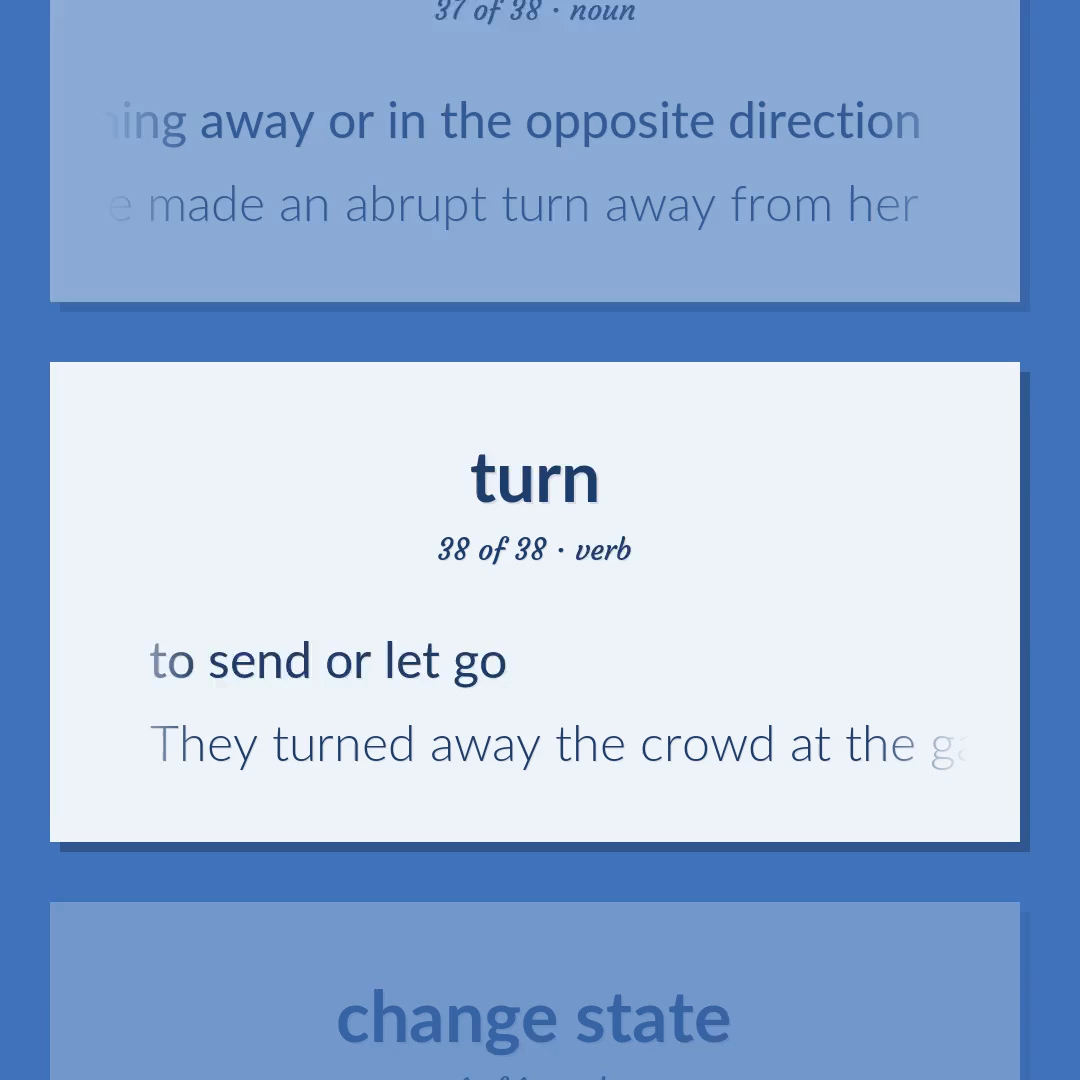 37 of 38 · noun
away or in the opposite direction
made an abrupt turn away from her
turn
38 of 38 · verb
to send or let go
They turned away the crowd at the
change state